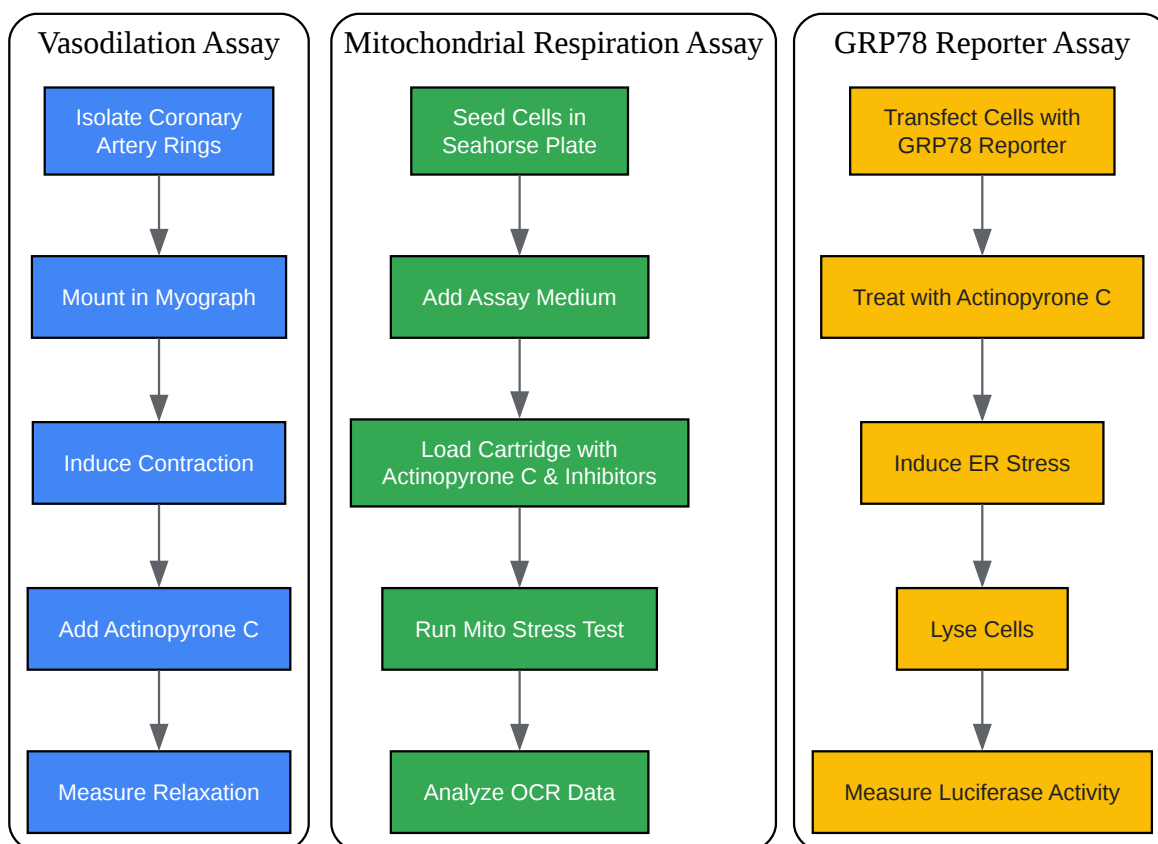 Vasodilation Assay
Isolate Coronary
Artery Rings
Mount in Myograph
Induce Contraction
Add Actinopyrone C
Measure Relaxation
Mitochondrial Respiration Assay
Seed Cells in
Seahorse Plate
Add Assay Medium
Load Cartridge with
Actinopyrone C & Inhibitors
Run Mito Stress Test
Analyze OCR Data
GRP78 Reporter Assay
Transfect Cells with
GRP78 Reporter
Treat with Actinopyrone C
Induce ER Stress
Lyse Cells
Measure Luciferase Activity